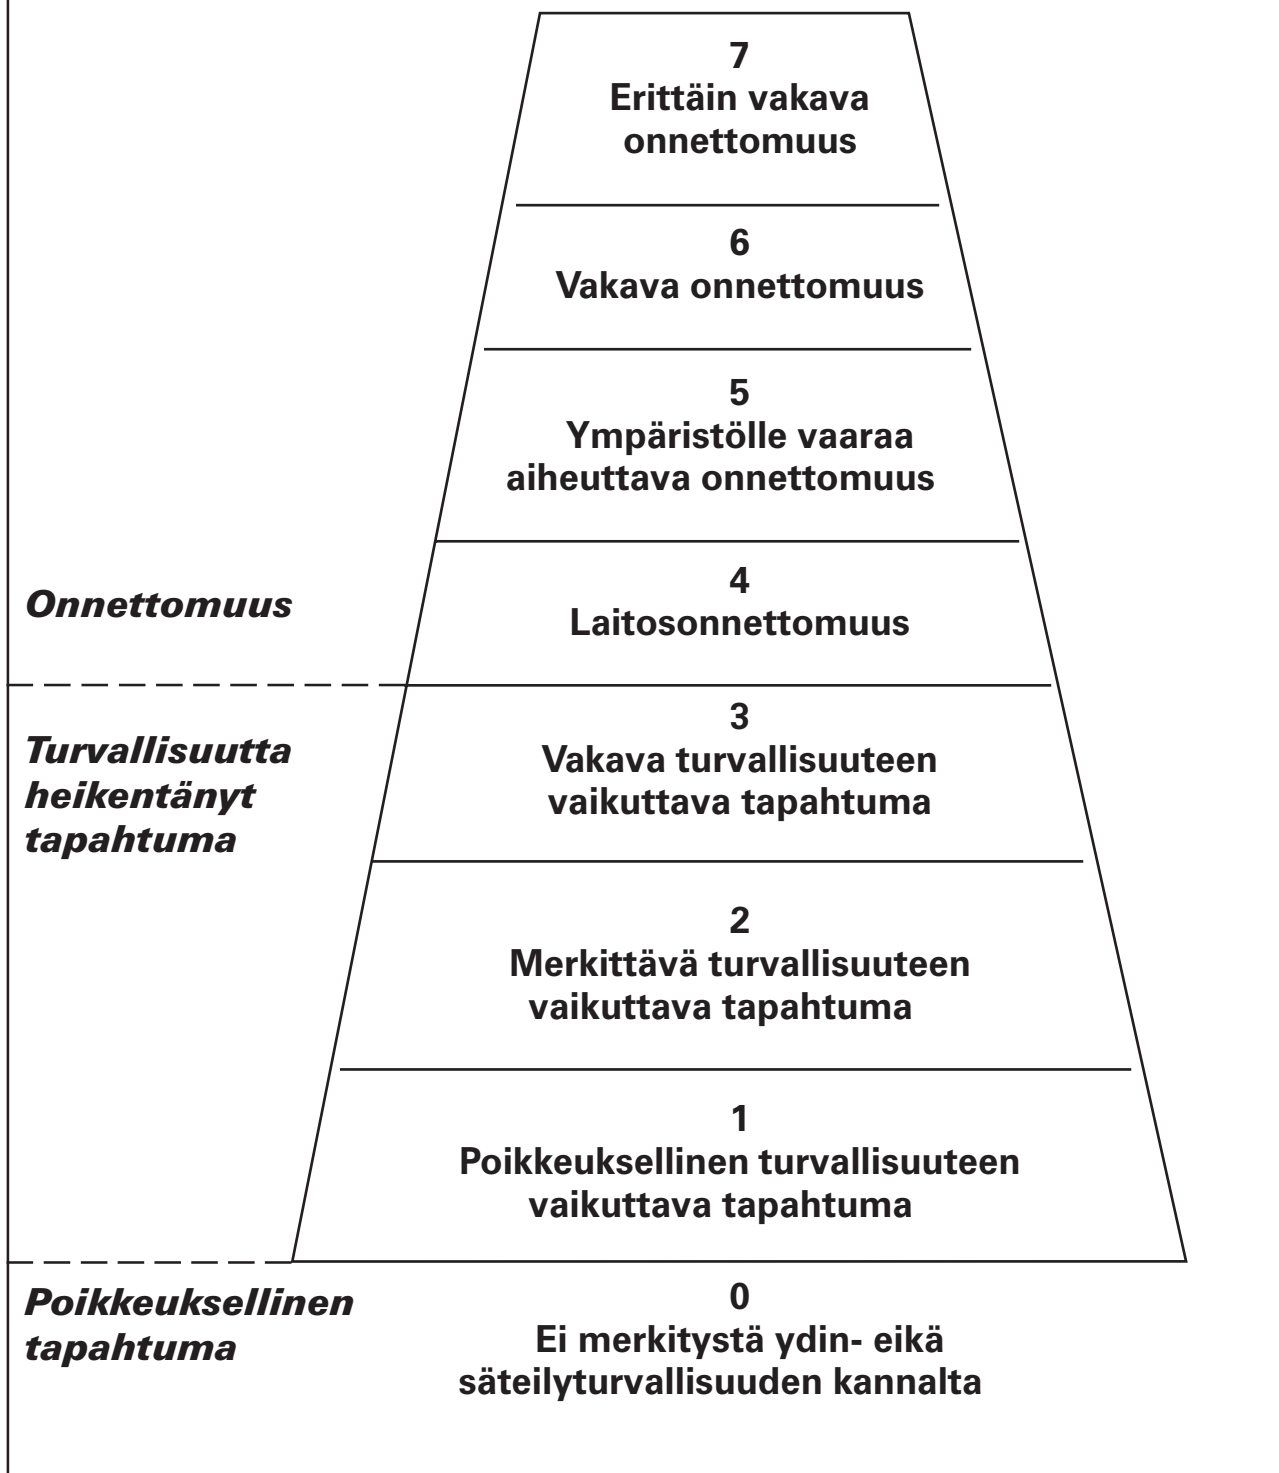 7
Erittäin vakava
onnettomuus
6
Vakava onnettomuus
5
Ympäristölle vaaraa
aiheuttava onnettomuus
Onnettomuus
4
Laitosonnettomuus
Turvallisuutta
heikentänyt
tapahtuma
3
Vakava turvallisuuteen
vaikuttava tapahtuma
2
Merkittävä turvallisuuteen
vaikuttava tapahtuma
1
Poikkeuksellinen turvallisuuteen
vaikuttava tapahtuma
Poikkeuksellinen
tapahtuma
0
Ei merkitystä ydin- eikä
säteilyturvallisuuden kannalta